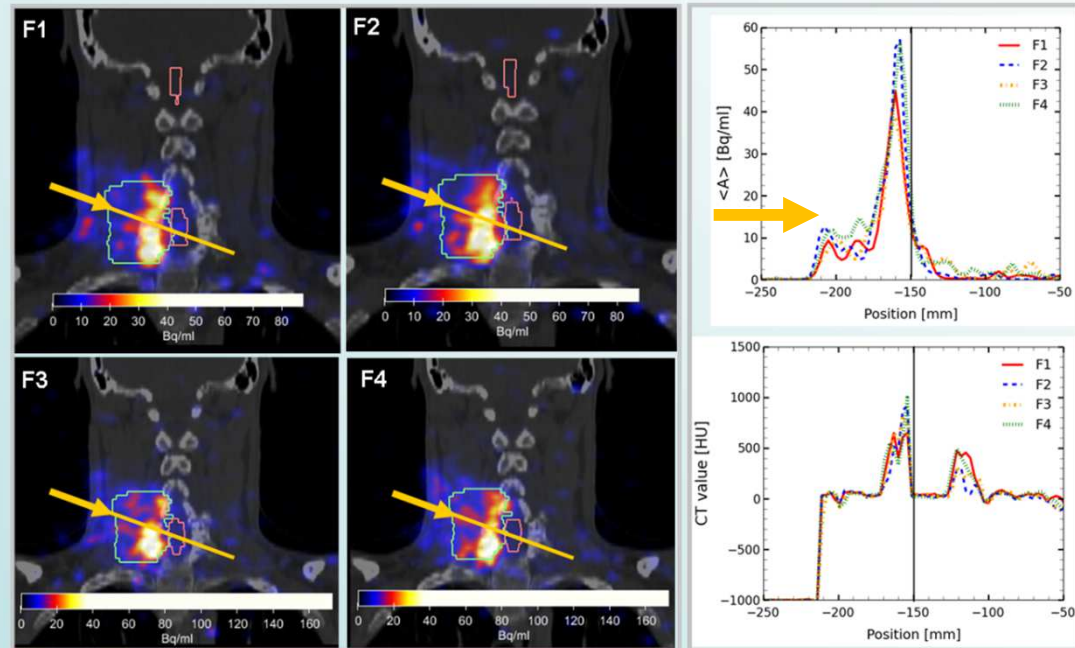 F1
0 10 20 30 40 50 60 70 80
Bq/ml
F2
0 10 20 30 40 50 60 70 80
Bq/ml
F3
0 20 40 60 80 100 120 140 160
Bq/ml
F4
0 20 40 60 80 100 120 140 160
Bq/ml
60
50
40
30
20
10
0
<A> [Bq/ml]
F1
F2
F3
F4
−250 −200 −150 −100 −50
Position [mm]
1500
1000
500
0
−500
−1000
CT value [HU]
F1
F2
F3
F4
−250 −200 −150 −100 −50
Position [mm]